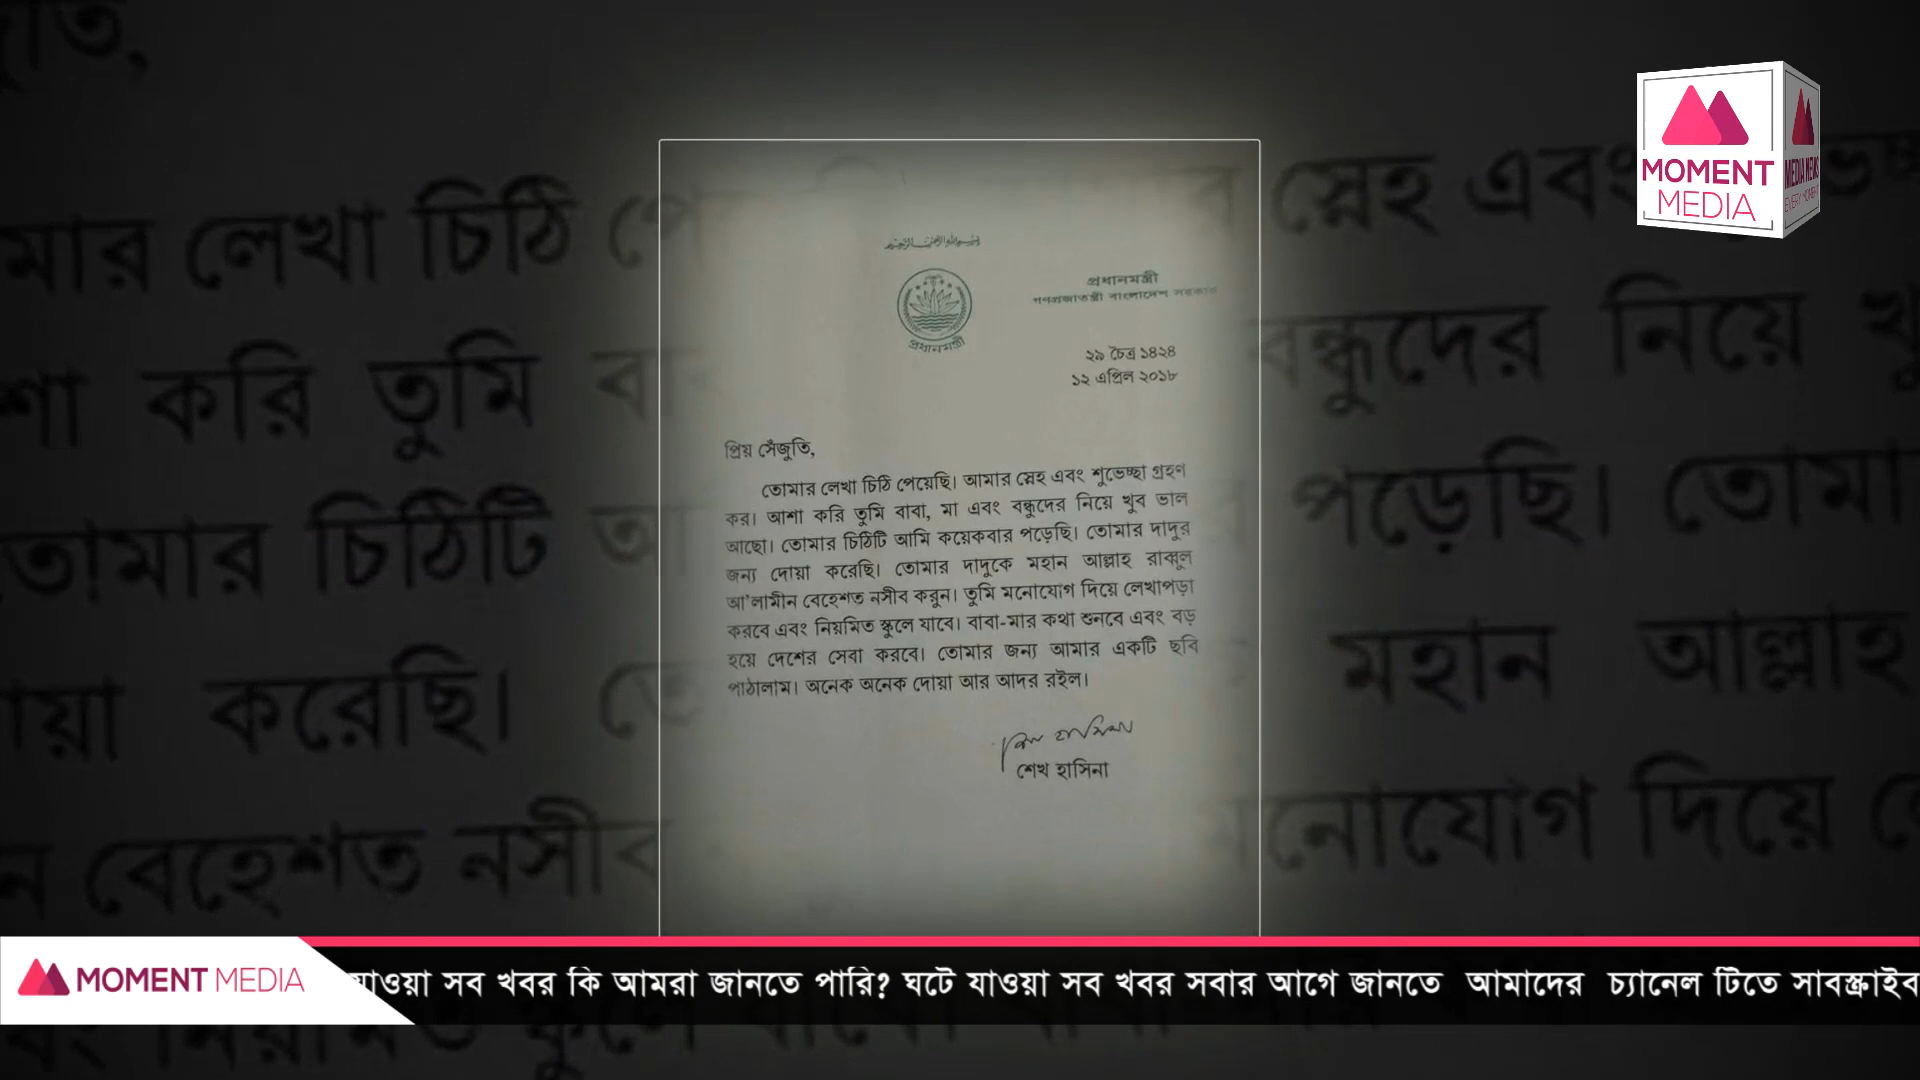 MOMENT
MEDIA
MEDIA NEWS
প্রধানমন্ত্রী
গণপ্রজাতন্ত্রী বাংলাদেশ সরকার
প্রধানমন্ত্রী
২৯ চৈত্র ১৪২৪
১২ এপ্রিল ২০১৮
প্রিয় সেঁজুতি,
তোমার লেখা চিঠি পেয়েছি। আমার স্নেহ এবং শুভেচ্ছা গ্রহণ
কর। আশা করি তুমি বাবা, মা এবং বন্ধুদের নিয়ে খুব ভাল
আছো। তোমার চিঠিটি আমি কয়েকবার পড়েছি। তোমার দাদুর
জন্য দোয়া করেছি। তোমার দাদুকে মহান আল্লাহ রাব্বুল
আ'লামীন বেহেশত নসীব করুন। তুমি মনোযোগ দিয়ে লেখাপড়া
করবে এবং নিয়মিত স্কুলে যাবে। বাবা-মার কথা শুনবে এবং বড়
হয়ে দেশের সেবা করবে। তোমার জন্য আমার একটি ছবি
পাঠালাম। অনেক অনেক দোয়া আর আদর রইল।
শেখ হাসিনা
MOMENT MEDIA
যাওয়া সব খবর কি আমরা জানতে পারি? ঘটে যাওয়া সব খবর সবার আগে জানতে আমাদের চ্যানেল টিতে সাবস্ক্রাইব